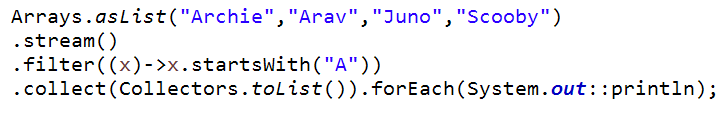 Arrays.asList("Archie","Arav","Juno","Scooby")
.stream()
.filter((x)->x.startsWith("A"))
.collect(Collectors.toList()).forEach(System.out::println);